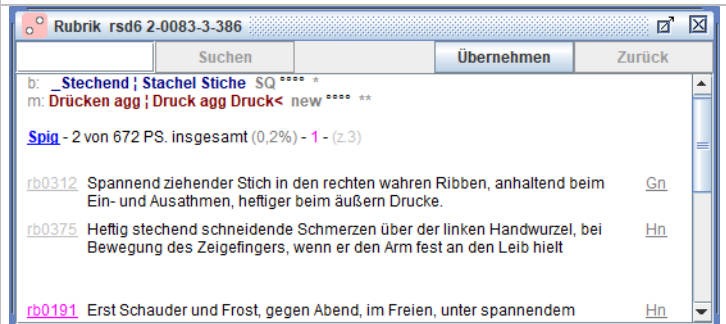 Rubrik rsd6 2-0083-3-386
Suchen Übernehmen Zurück
b: _Stechend ¦ Stachel Stiche SQ °°°° *
m: Drücken agg ¦ Druck agg Druck< new °°°° **
Spig - 2 von 672 PS. insgesamt (0,2%) - 1 - (z.3)
rb0312 Spannend ziehender Stich in den rechten wahren Ribben, anhaltend beim Gn
Ein- und Ausathmen, heftiger beim äußern Drucke.
rb0375 Heftig stechend schneidende Schmerzen über der linken Handwurzel, bei Hn
Bewegung des Zeigefingers, wenn er den Arm fest an den Leib hielt
rb0191 Erst Schauder und Frost, gegen Abend, im Freien, unter spannendem Hn